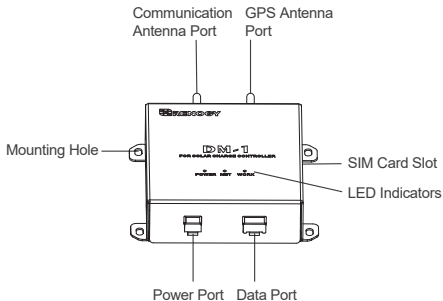 Communication
Antenna Port
GPS Antenna
Port
RENOGY
DM-1
FOR SOLAR CHARGE CONTROLLER
POWER NET WORK
Mounting Hole
SIM Card Slot
LED Indicators
Power Port
Data Port